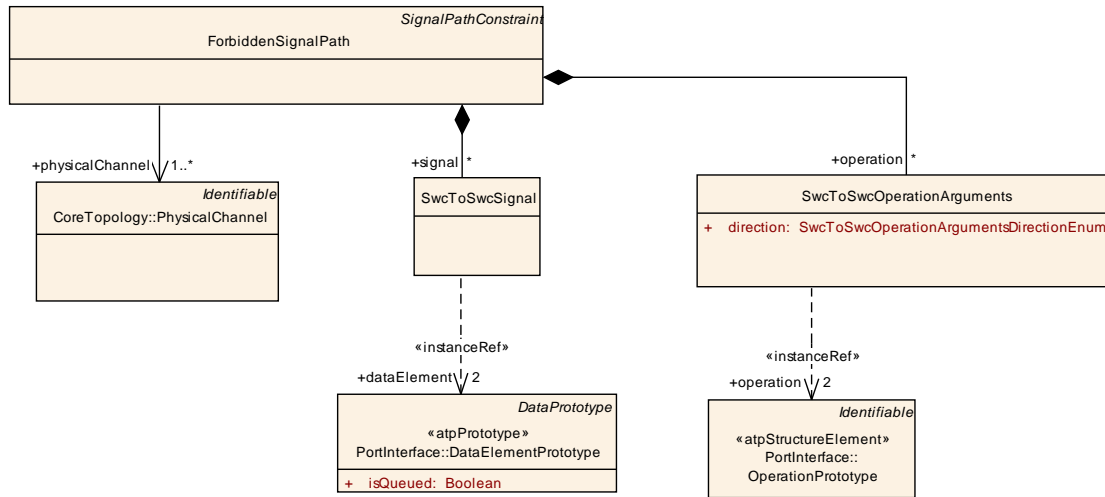 SignalPathConstraint
ForbiddenSignalPath
+physicalChannel 1..*
+signal *
+operation *
Identifiable
CoreTopology::PhysicalChannel
SwcToSwcSignal
SwcToSwcOperationArguments
+ direction: SwcToSwcOperationArgumentsDirectionEnum
«instanceRef»
«instanceRef»
+dataElement 2
+operation 2
DataPrototype
«atpPrototype»
PortInterface::DataElementPrototype
+ isQueued: Boolean
Identifiable
«atpStructureElement»
PortInterface::
OperationPrototype